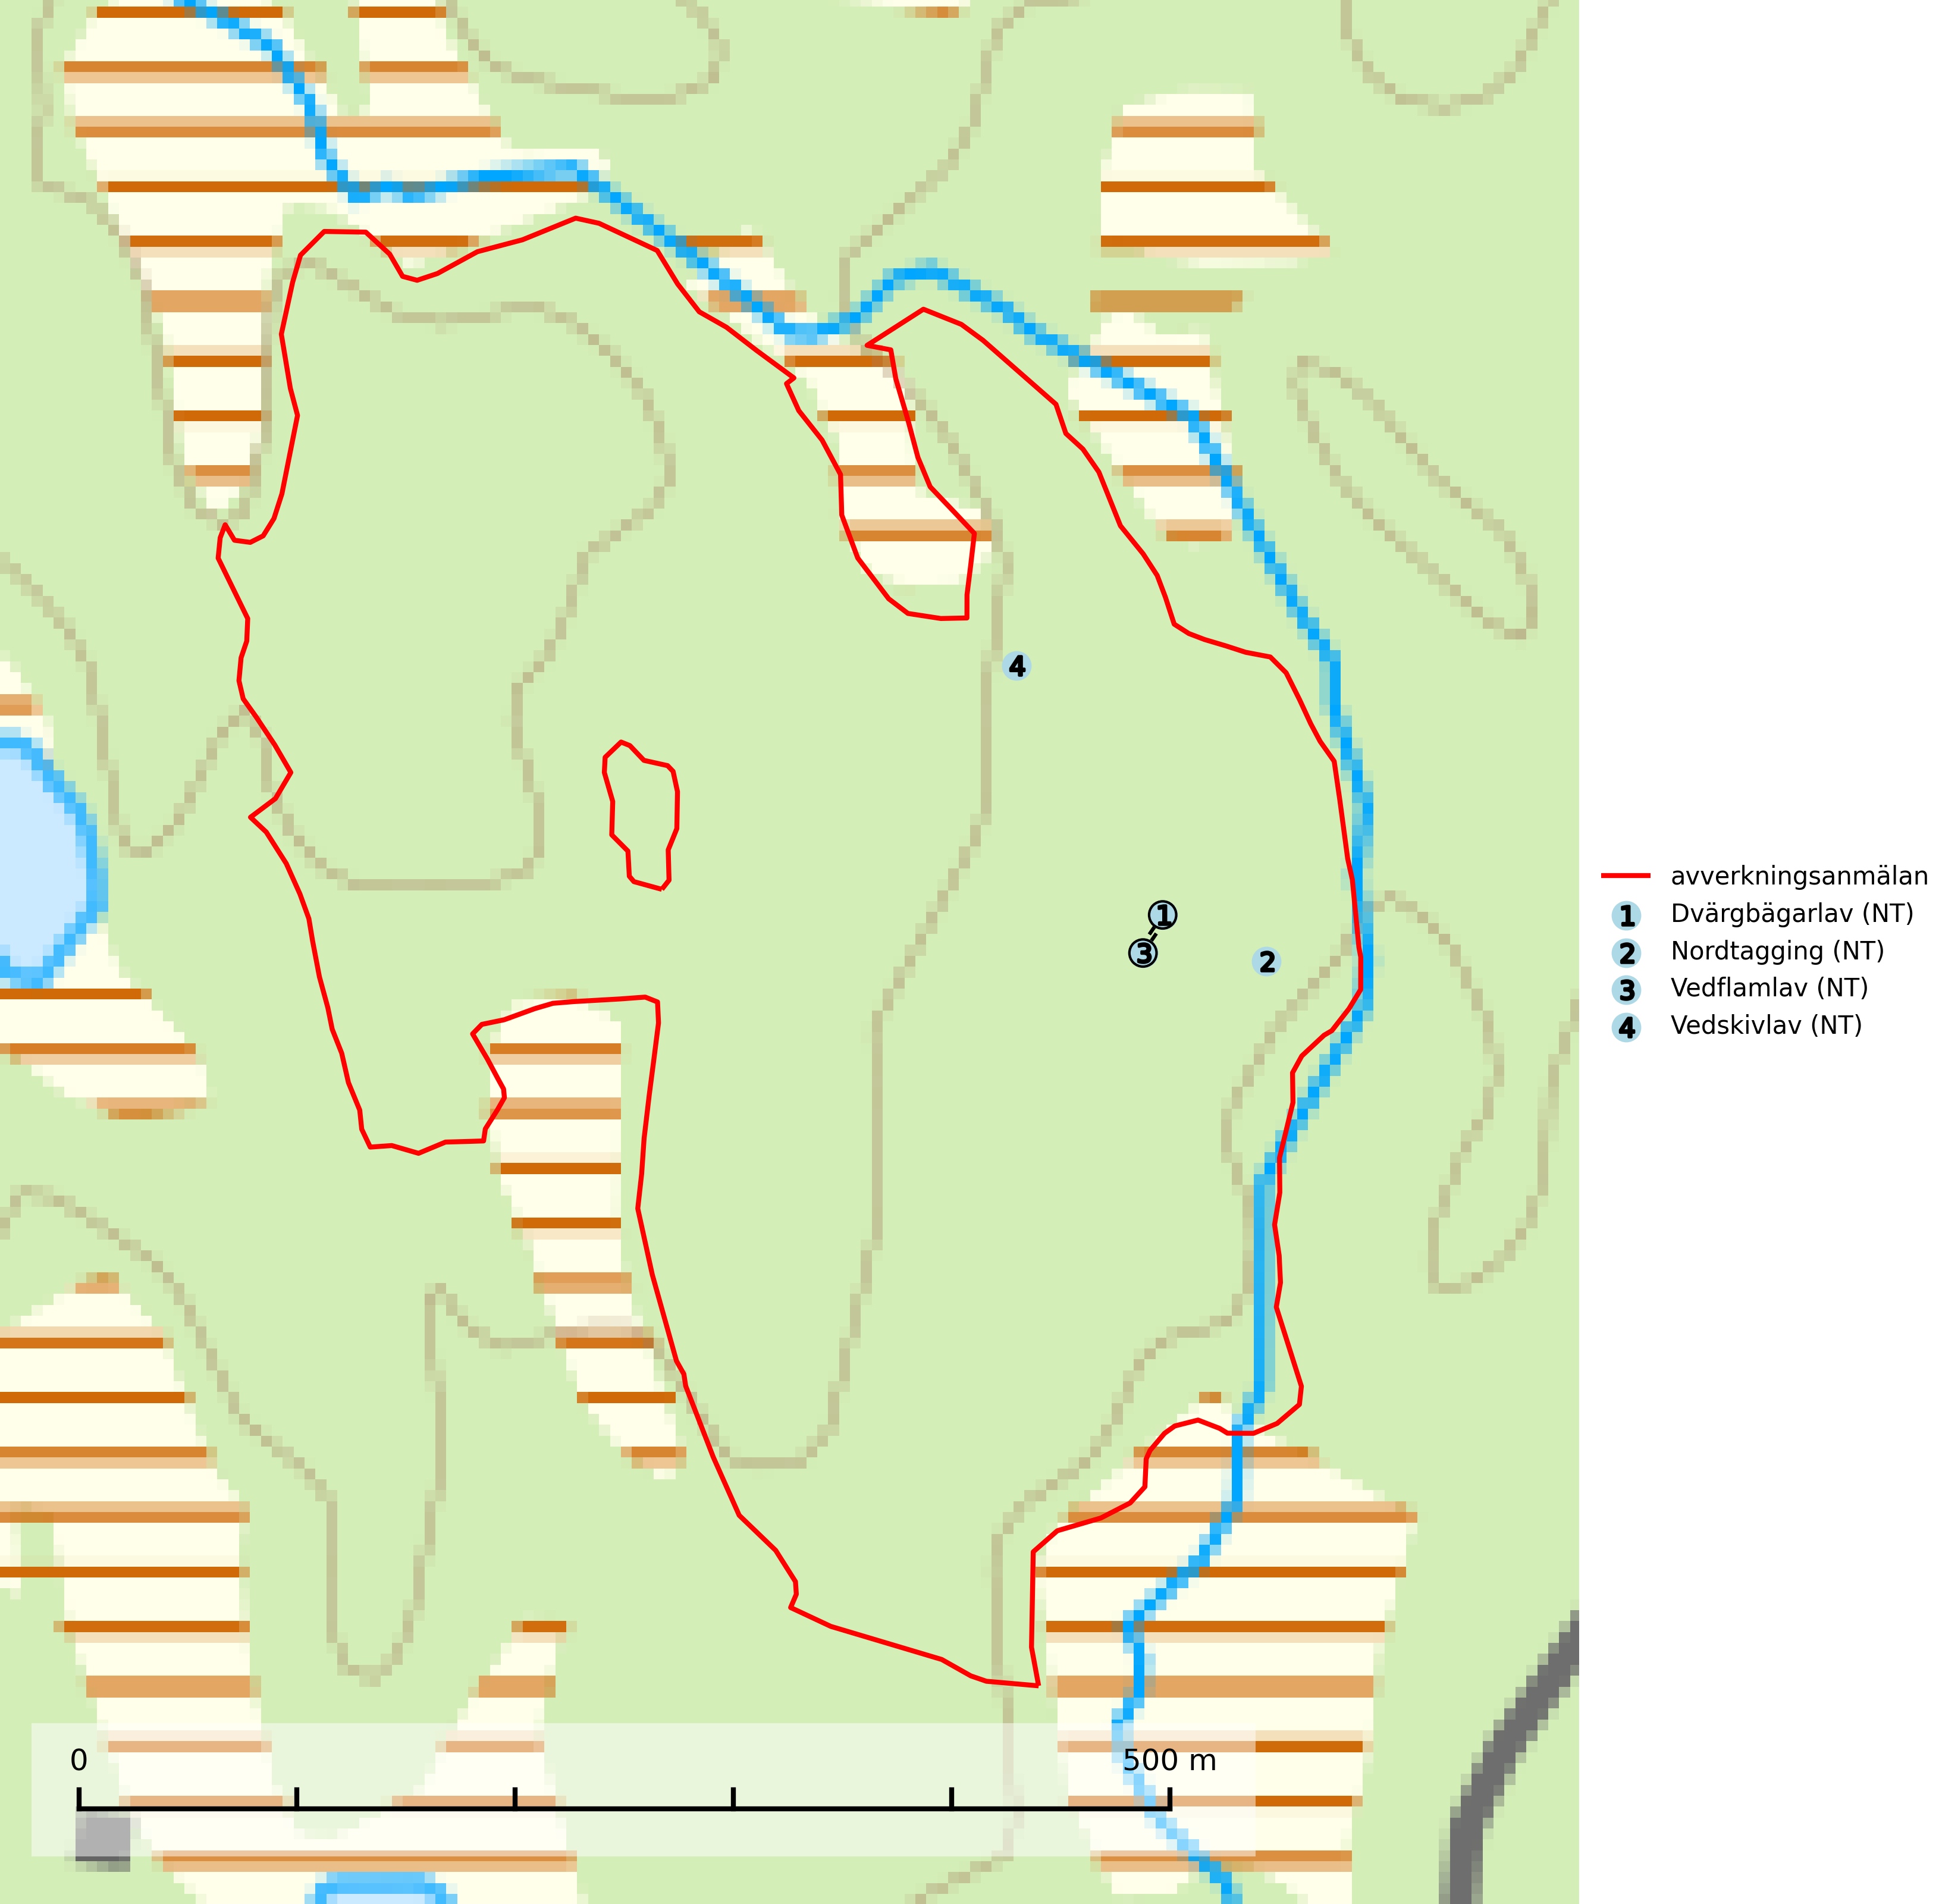 4
1
3
2
avverkningsanmälan
1 Dvärgbägarlav (NT)
2 Nordtagging (NT)
3 Vedflamlav (NT)
4 Vedskivlav (NT)
0 500 m